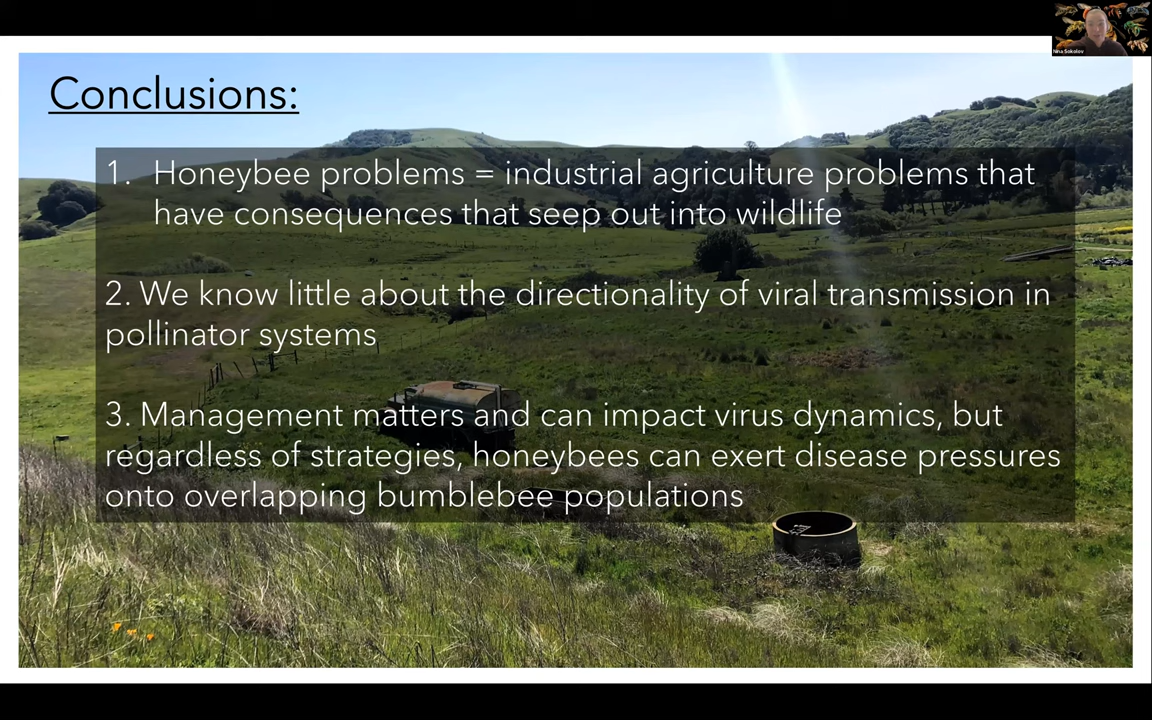 Nina Sokolov
Conclusions:
1. Honeybee problems = industrial agriculture problems that
have consequences that seep out into wildlife
2. We know little about the directionality of viral transmission in
pollinator systems
3. Management matters and can impact virus dynamics, but
regardless of strategies, honeybees can exert disease pressures
onto overlapping bumblebee populations